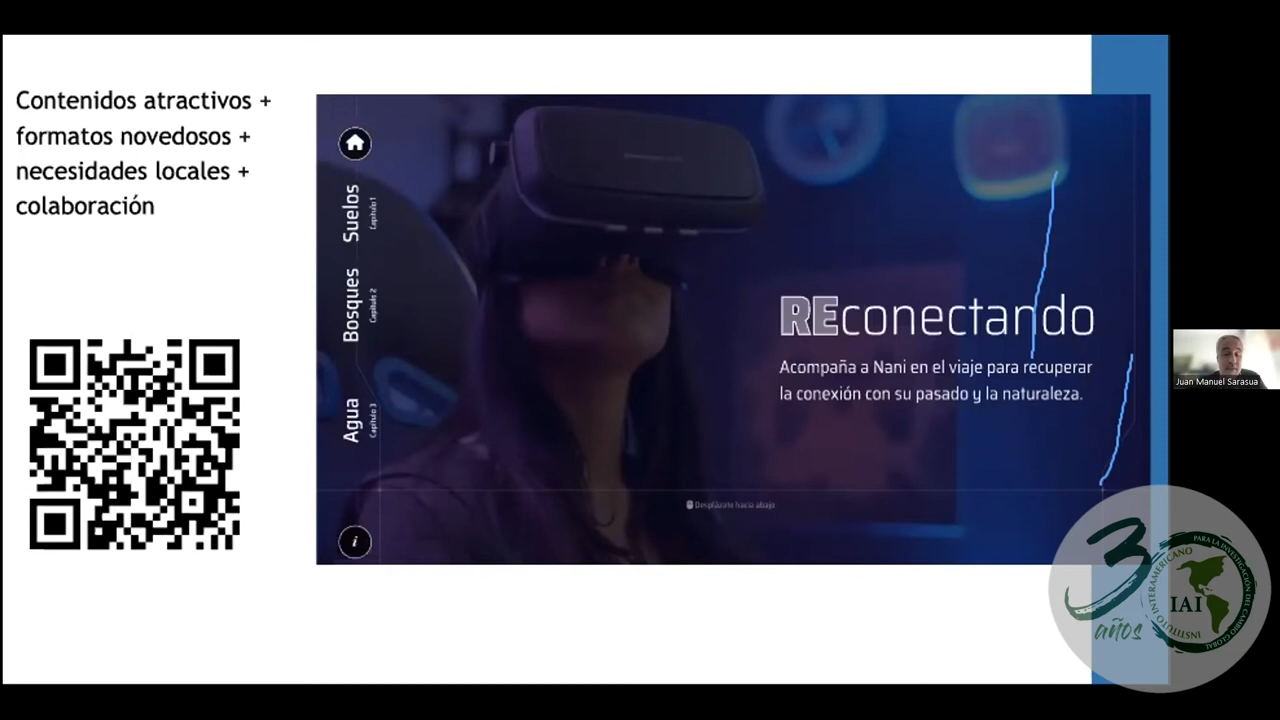 Contenidos atractivos +
formatos novedosos +
necesidades locales +
colaboración
Suelos
Capítulo 1
Bosques
Capítulo 2
Agua
Capítulo 3
REconectando
Acompaña a Nani en el viaje para recuperar
la conexión con su pasado y la naturaleza.
Desplázate hacia abajo
i
Juan Manuel Sarasua
3 años
INSTITUTO INTERAMERICANO PARA LA INVESTIGACIÓN DEL CAMBIO GLOBAL
IAI